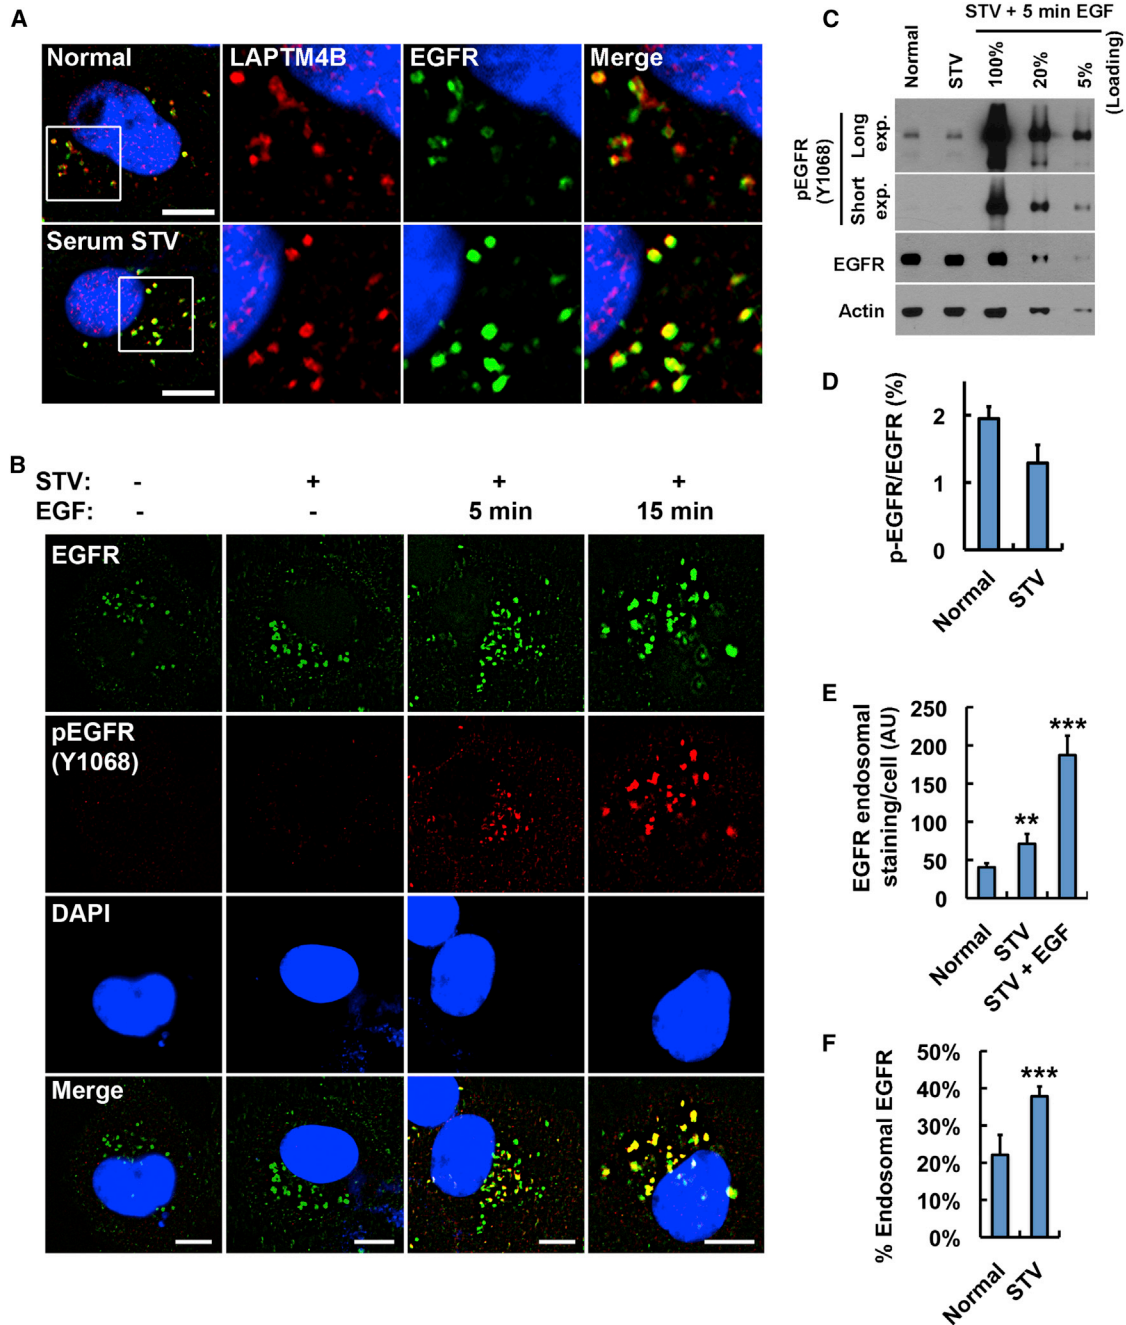 A
Normal
LAPTM4B
EGFR
Merge
Serum STV
B
STV: - + + +
EGF: - - 5 min 15 min
EGFR
pEGFR
(Y1068)
DAPI
Merge
C
STV + 5 min EGF
Normal
STV
100%
20%
5%
(Loading)
pEGFR
(Y1068)
Long
exp.
Short
exp.
EGFR
Actin
D
p-EGFR/EGFR (%)
2
1
0
Normal
STV
E
EGFR endosomal
staining/cell (AU)
250
200
150
100
50
0
**
***
Normal
STV
STV + EGF
F
% Endosomal EGFR
50%
40%
30%
20%
10%
0%
***
Normal
STV